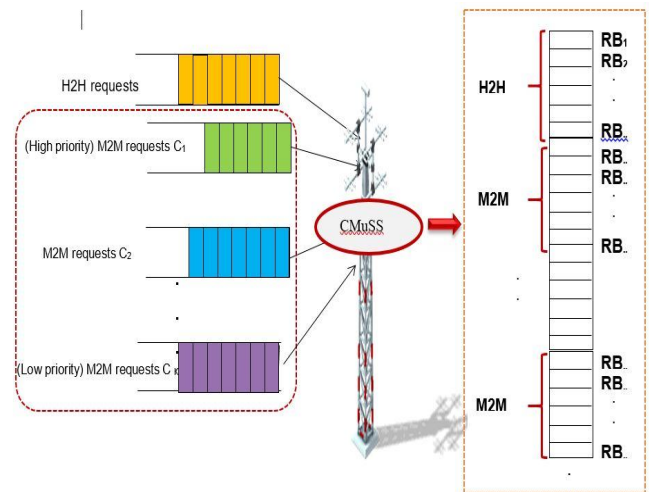 H2H requests
(High priority) M2M requests C1
M2M requests C2
(Low priority) M2M requests C K
CMuSS
H2H
M2M
M2M
RB1
RB2
RB..
RB..
RB..
RB..
RB..
RB..
RB..